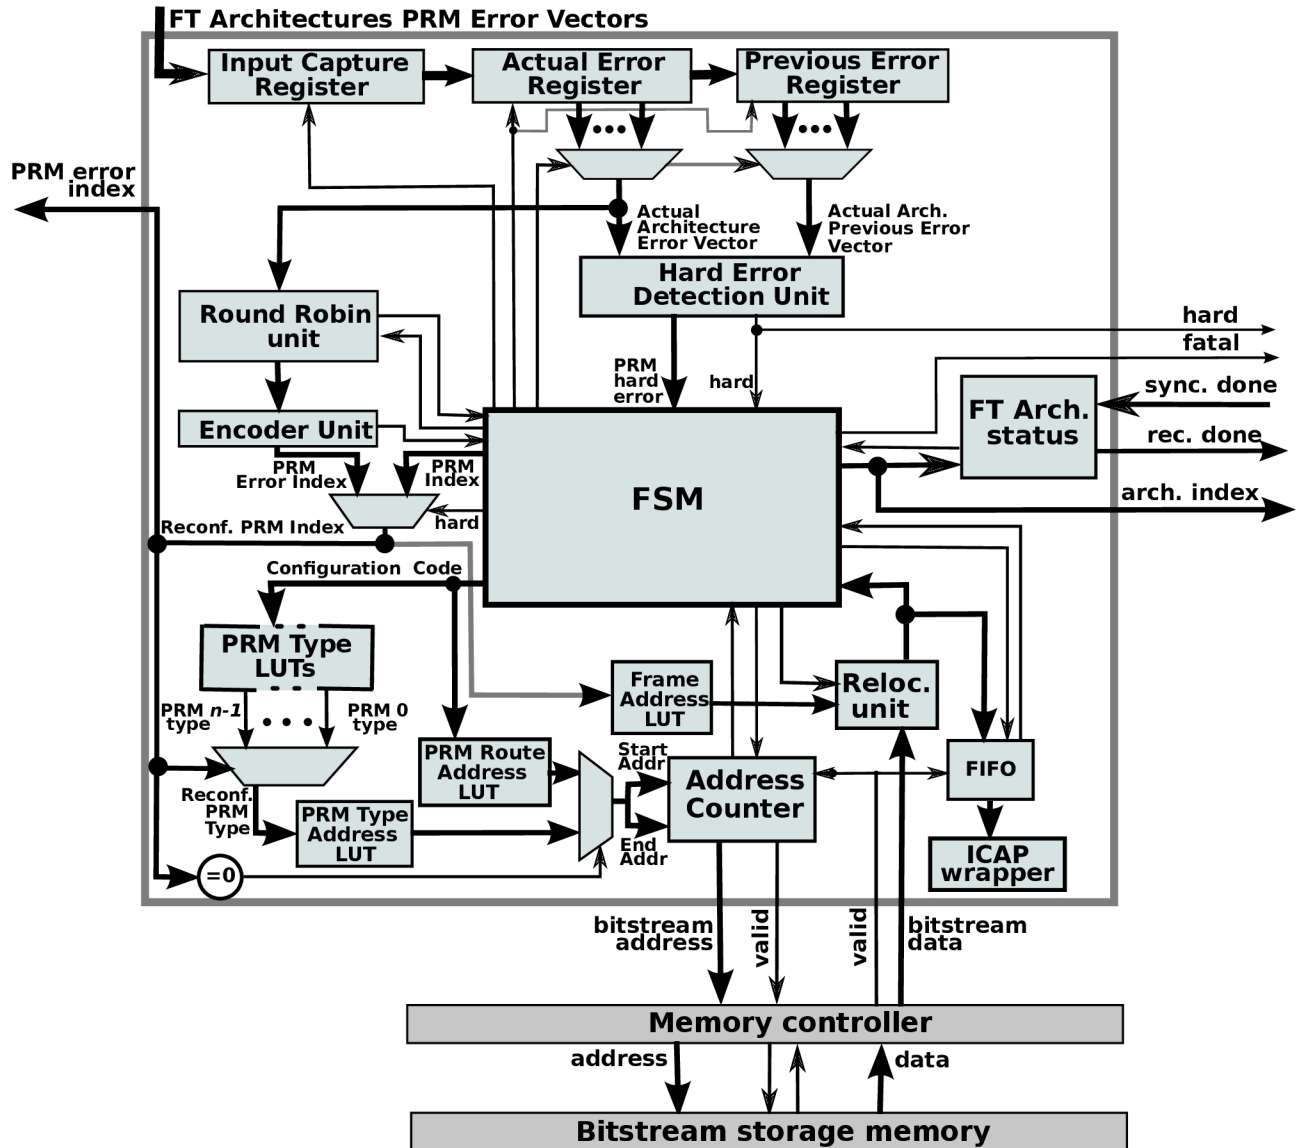 FT Architectures PRM Error Vectors
Input Capture
Register
Actual Error
Register
Previous Error
Register
PRM error
index
Actual
Architecture
Error Vector
Actual Arch.
Previous Error
Vector
Hard Error
Detection Unit
Round Robin
unit
hard
fatal
PRM
hard
error
hard
sync. done
FT Arch.
status
rec. done
Encoder Unit
PRM
Error Index
PRM
Index
FSM
arch. index
hard
Reconf. PRM Index
Configuration Code
PRM Type
LUTs
PRM n-1
type
PRM 0
type
Frame
Address
LUT
Reloc.
unit
PRM Route
Address
LUT
Start
Addr
Address
Counter
FIFO
Reconf.
PRM
Type
PRM Type
Address
LUT
End
Addr
ICAP
wrapper
=0
bitstream
address
valid
valid
bitstream
data
Memory controller
address
data
Bitstream storage memory